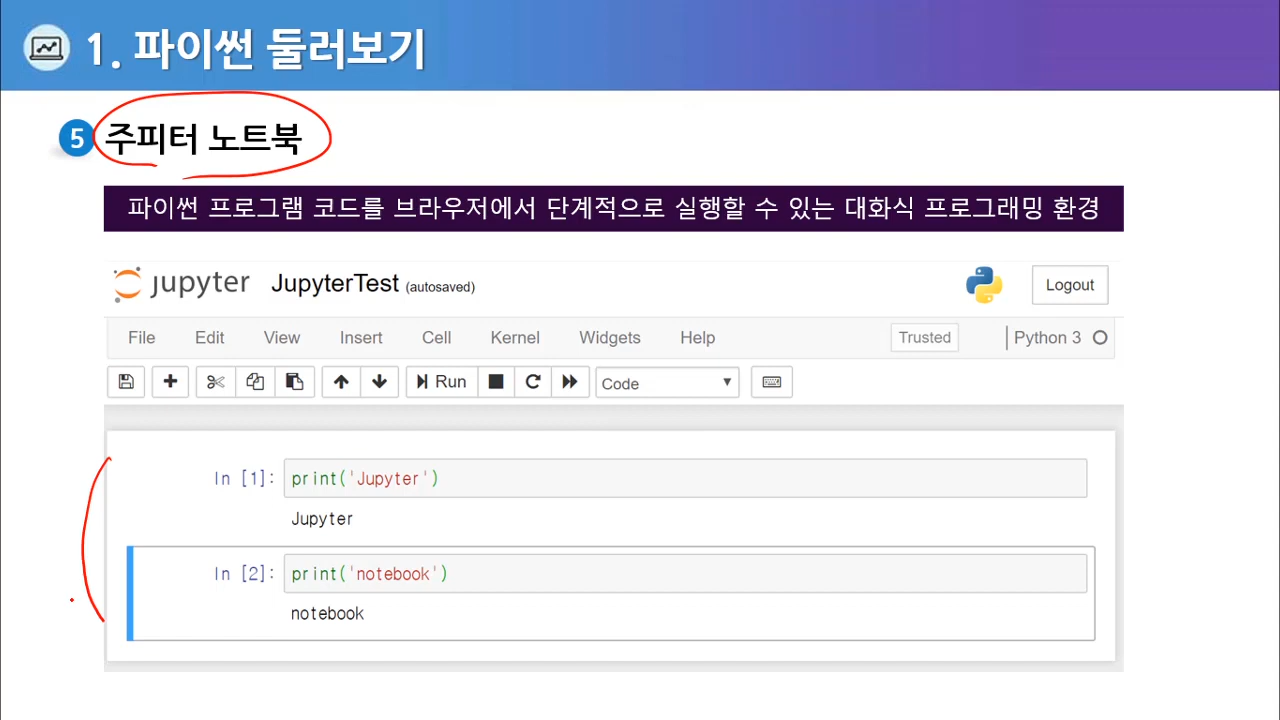 1. 파이썬 둘러보기
5 주피터 노트북
파이썬 프로그램 코드를 브라우저에서 단계적으로 실행할 수 있는 대화식 프로그래밍 환경
jupyter JupyterTest (autosaved) Logout
File Edit View Insert Cell Kernel Widgets Help Trusted Python 3
Run Code
In [1]: print('Jupyter')
Jupyter
In [2]: print('notebook')
notebook